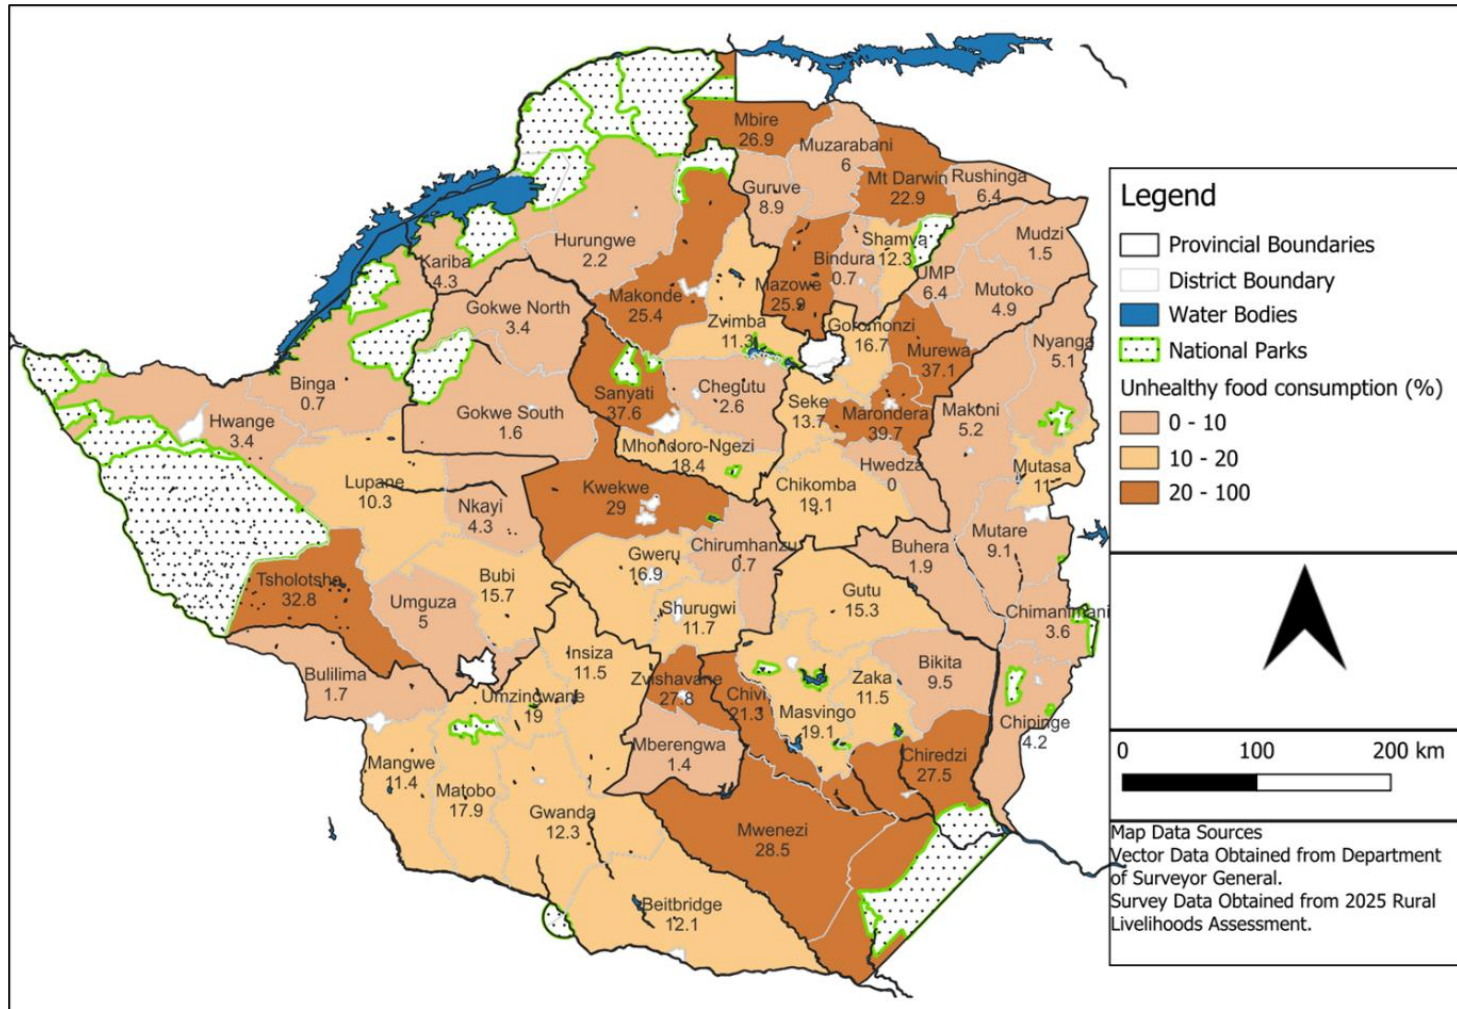 Mbire
26.9
Muzarabani
6
Mt Darwin
22.9
Rushinga
6.4
Guruve
8.9
Hurungwe
2.2
Kariba
4.3
Shamva
12.3
Bindura
0.7
Mudzi
1.5
UMP
6.4
Mutoko
4.9
Mazowe
25.9
Makonde
25.4
Gokwe North
3.4
Zvimba
11.3
Goromonzi
16.7
Murewa
37.1
Nyanga
5.1
Binga
0.7
Sanyati
37.6
Chegutu
2.6
Seke
13.7
Marondera
39.7
Makoni
5.2
Hwange
3.4
Gokwe South
1.6
Mhondoro-Ngezi
18.4
Hwedza
0
Mutasa
11
Lupane
10.3
Nkayi
4.3
Kwekwe
29
Chikomba
19.1
Mutare
9.1
Chirumhanzu
0.7
Buhera
1.9
Gweru
16.9
Tsholotsho
32.8
Bubi
15.7
Umguza
5
Shurugwi
11.7
Gutu
15.3
Chimanimani
3.6
Insiza
11.5
Bulilima
1.7
Zvishavane
27.8
Chivi
21.3
Zaka
11.5
Bikita
9.5
Umzingwane
19
Masvingo
19.1
Chipinge
4.2
Mberengwa
1.4
Chiredzi
27.5
Mangwe
11.4
Matobo
17.9
Gwanda
12.3
Mwenezi
28.5
Beitbridge
12.1
Legend
Provincial Boundaries
District Boundary
Water Bodies
National Parks
Unhealthy food consumption (%)
0 - 10
10 - 20
20 - 100
0 100 200 km
Map Data Sources
Vector Data Obtained from Department
of Surveyor General.
Survey Data Obtained from 2025 Rural
Livelihoods Assessment.